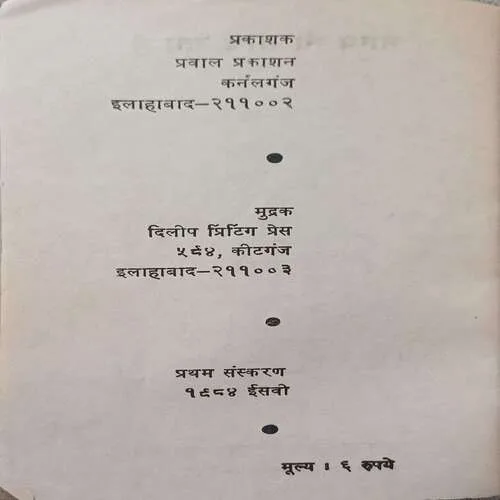 प्रकाशक
प्रवाल प्रकाशन
कर्नलगंज
इलाहाबाद—२११००२
मुद्रक
दिलीप प्रिंटिंग प्रेस
५८४, कीटगंज
इलाहाबाद—२११००३
प्रथम संस्करण
१९८४ ईसवी
मूल्य : ६ रुपये